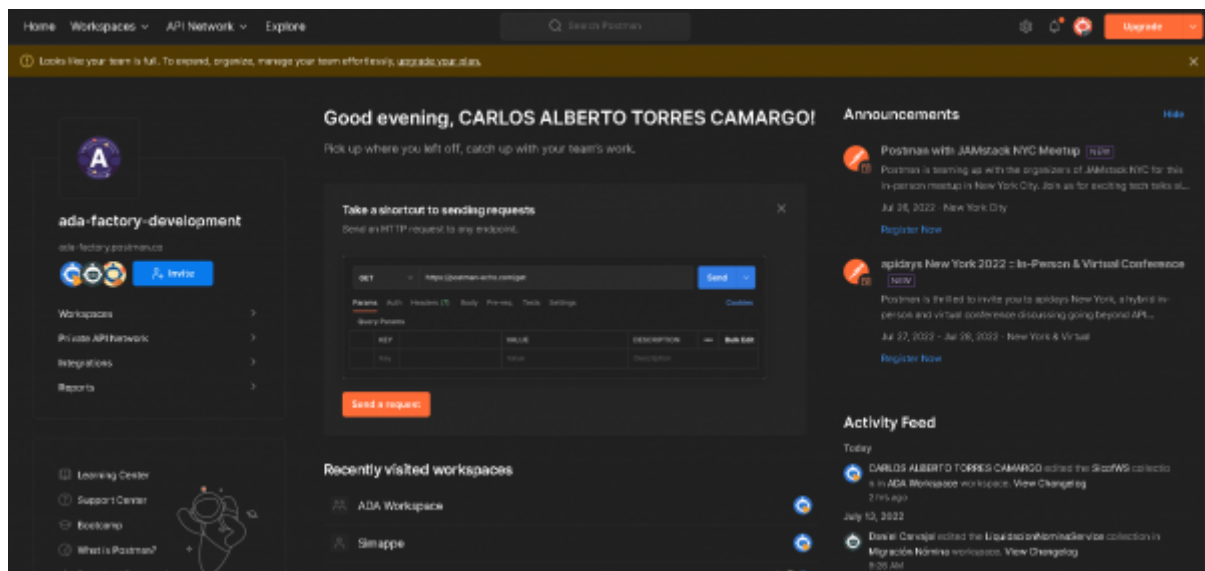 Home Workspaces API Network Explore
Search Postman
Upgrade
Looks like your team is full. To expand, organize, manage your team effortlessly, upgrade your plan.
A
ada-factory-development
ada-factory.postman.co
Invite
Workspaces
Private API Network
Integrations
Reports
Learning Center
Support Center
Bootcamp
What is Postman?
Good evening, CARLOS ALBERTO TORRES CAMARGO!
Pick up where you left off, catch up with your team's work.
Take a shortcut to sending requests
Send an HTTP request to any endpoint.
GET https://postman-echo.com/get Send
Params Auth Headers (7) Body Pre-req. Tests Settings Cookies
Query Params
KEY VALUE DESCRIPTION Bulk Edit
Key Value Description
Send a request
Recently visited workspaces
ADA Workspace
Simappe
Announcements Hide
Postman with JAMstack NYC Meetup NEW
Postman is teaming up with the organizers of JAMstack NYC for this
in-person meetup in New York City. Join us for exciting tech talks al...
Jul 26, 2022 · New York City
Register Now
apidays New York 2022 :: In-Person & Virtual Conference
NEW
Postman is thrilled to invite you to apidays New York, a hybrid in-
person and virtual conference discussing going beyond API...
Jul 27, 2022 - Jul 28, 2022 · New York & Virtual
Register Now
Activity Feed
Today
CARLOS ALBERTO TORRES CAMARGO edited the SicofWS collectio
n in ADA Workspace workspace. View Changelog
2 hrs ago
July 13, 2022
Daniel Carvajal edited the LiquidacionNominaService collection in
Migración Nómina workspace. View Changelog
9:26 AM